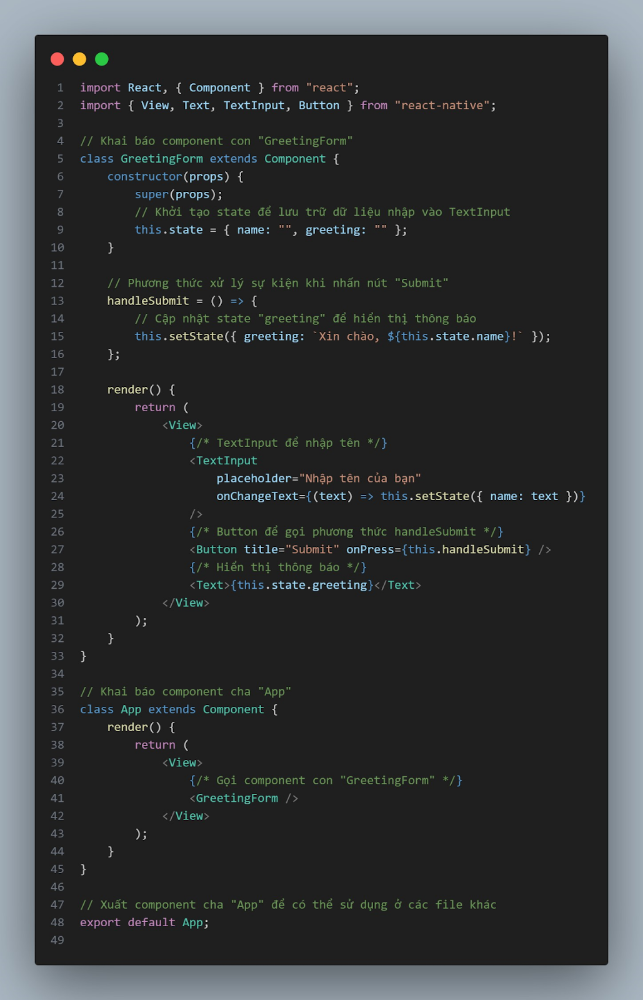 1 import React, { Component } from "react";
2 import { View, Text, TextInput, Button } from "react-native";
3
4 // Khai báo component con "GreetingForm"
5 class GreetingForm extends Component {
6     constructor(props) {
7         super(props);
8         // Khởi tạo state để lưu trữ dữ liệu nhập vào TextInput
9         this.state = { name: "", greeting: "" };
10     }
11
12     // Phương thức xử lý sự kiện khi nhấn nút "Submit"
13     handleSubmit = () => {
14         // Cập nhật state "greeting" để hiển thị thông báo
15         this.setState({ greeting: `Xin chào, ${this.state.name}!` });
16     };
17
18     render() {
19         return (
20             <View>
21                 {/* TextInput để nhập tên */}
22                 <TextInput
23                     placeholder="Nhập tên của bạn"
24                     onChangeText={(text) => this.setState({ name: text })}
25                 />
26                 {/* Button để gọi phương thức handleSubmit */}
27                 <Button title="Submit" onPress={this.handleSubmit} />
28                 {/* Hiển thị thông báo */}
29                 <Text>{this.state.greeting}</Text>
30             </View>
31         );
32     }
33 }
34
35 // Khai báo component cha "App"
36 class App extends Component {
37     render() {
38         return (
39             <View>
40                 {/* Gọi component con "GreetingForm" */}
41                 <GreetingForm />
42             </View>
43         );
44     }
45 }
46
47 // Xuất component cha "App" để có thể sử dụng ở các file khác
48 export default App;
49